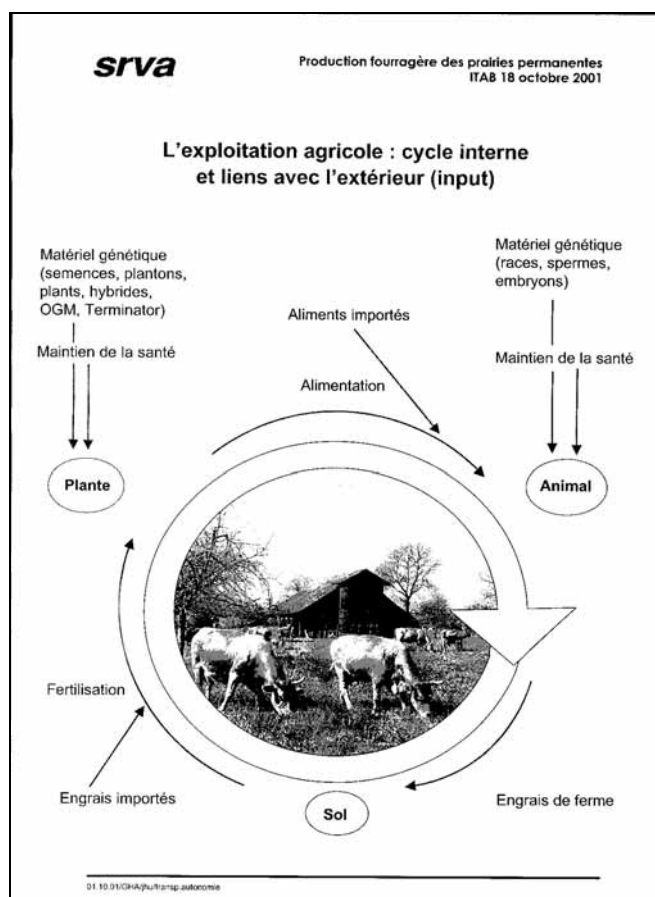 srva
Production fourragère des prairies permanentes
ITAB 18 octobre 2001
L'exploitation agricole : cycle interne
et liens avec l'extérieur (input)
Matériel génétique
(semences, plantons,
plants, hybrides,
OGM, Terminator)
Maintien de la santé
Matériel génétique
(races, spermes,
embryons)
Maintien de la santé
Aliments importés
Alimentation
Plante
Animal
Fertilisation
Engrais importés
Sol
Engrais de ferme
01.10.01/GHA/jhu/transp.autonomie